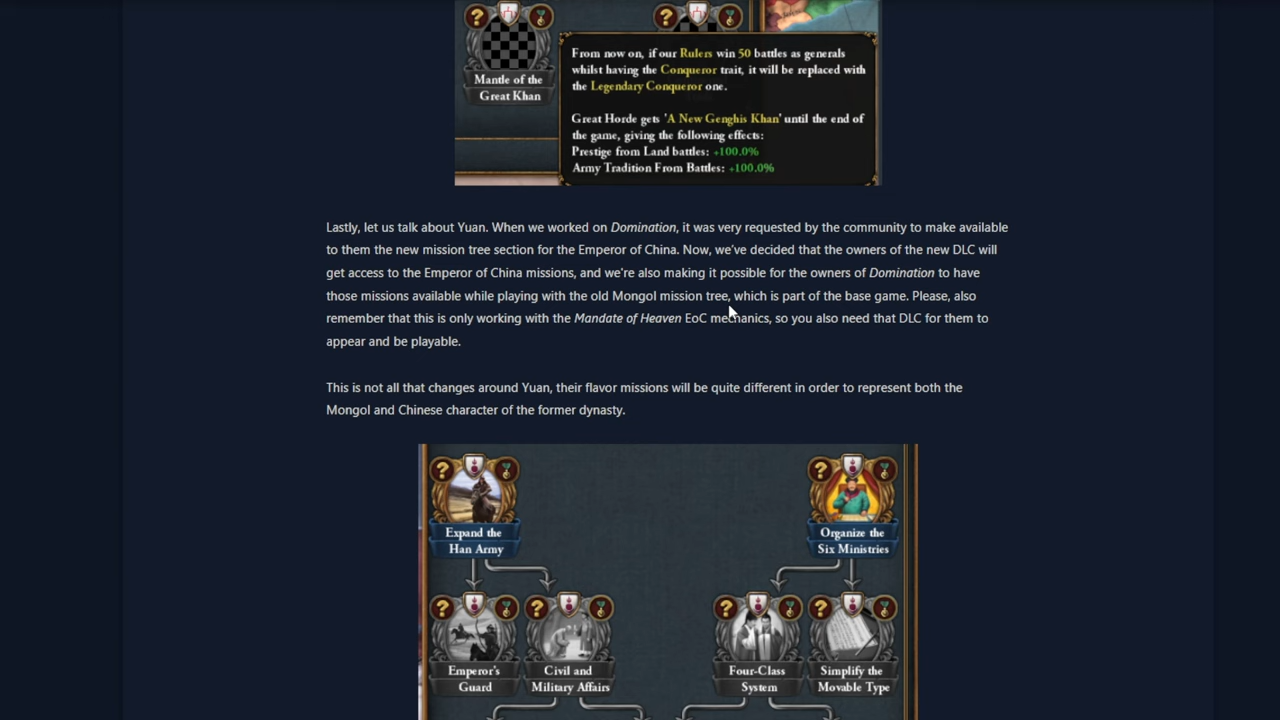 Mantle of the
Great Khan
From now on, if our Rulers win 50 battles as generals
whilst having the Conqueror trait, it will be replaced with
the Legendary Conqueror one.
Great Horde gets 'A New Genghis Khan' until the end of
the game, giving the following effects:
Prestige from Land battles: +100.0%
Army Tradition From Battles: +100.0%
Lastly, let us talk about Yuan. When we worked on Domination, it was very requested by the community to make available
to them the new mission tree section for the Emperor of China. Now, we've decided that the owners of the new DLC will
get access to the Emperor of China missions, and we're also making it possible for the owners of Domination to have
those missions available while playing with the old Mongol mission tree, which is part of the base game. Please, also
remember that this is only working with the Mandate of Heaven EoC mechanics, so you also need that DLC for them to
appear and be playable.
This is not all that changes around Yuan, their flavor missions will be quite different in order to represent both the
Mongol and Chinese character of the former dynasty.
Expand the
Han Army
Organize the
Six Ministries
Emperor's
Guard
Civil and
Military Affairs
Four-Class
System
Simplify the
Movable Type